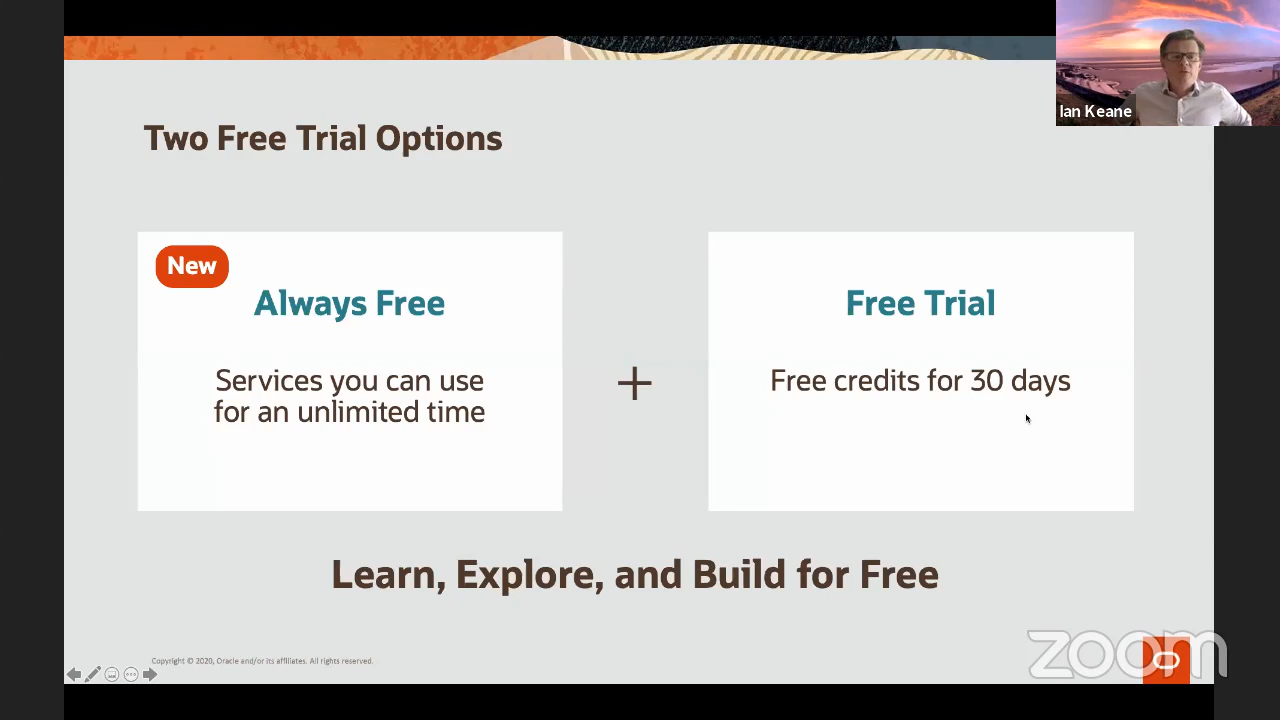 Ian Keane
Two Free Trial Options
New
Always Free
Services you can use
for an unlimited time
+
Free Trial
Free credits for 30 days
Learn, Explore, and Build for Free
Copyright © 2020, Oracle and/or its affiliates. All rights reserved.
zoom